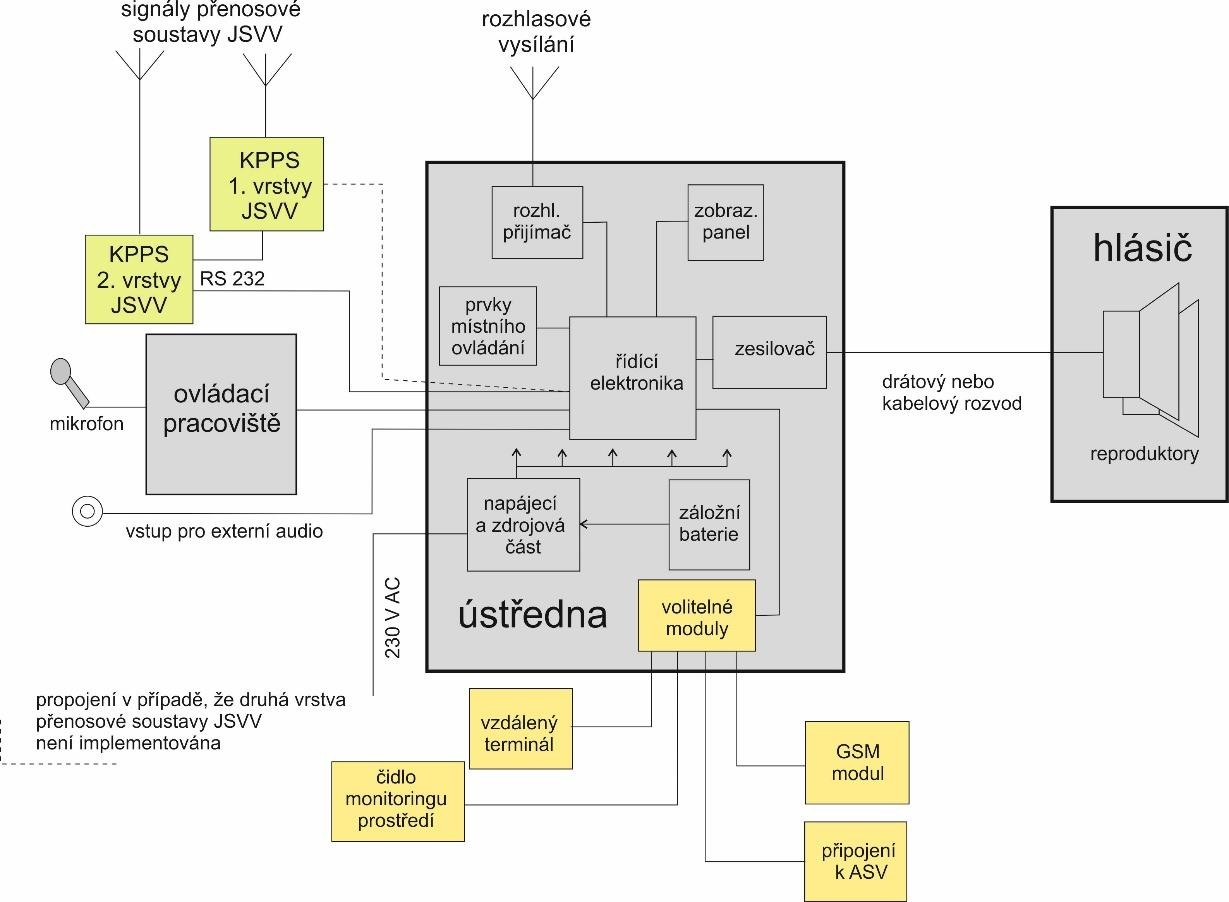 signály přenosové
soustavy JSVV
rozhlasové
vysílání
KPPS
1. vrstvy
JSVV
KPPS
2. vrstvy
JSVV
RS 232
rozhl.
přijímač
zobraz.
panel
hlásič
prvky
místního
ovládání
řídící
elektronika
zesilovač
ovládací
pracoviště
mikrofon
drátový nebo
kabelový rozvod
reproduktory
vstup pro externí audio
napájecí
a zdrojová
část
záložní
baterie
230 V AC
ústředna
volitelné
moduly
propojení v případě, že druhá vrstva
přenosové soustavy JSVV
není implementována
vzdálený
terminál
čidlo
monitoringu
prostředí
GSM
modul
připojení
k ASV